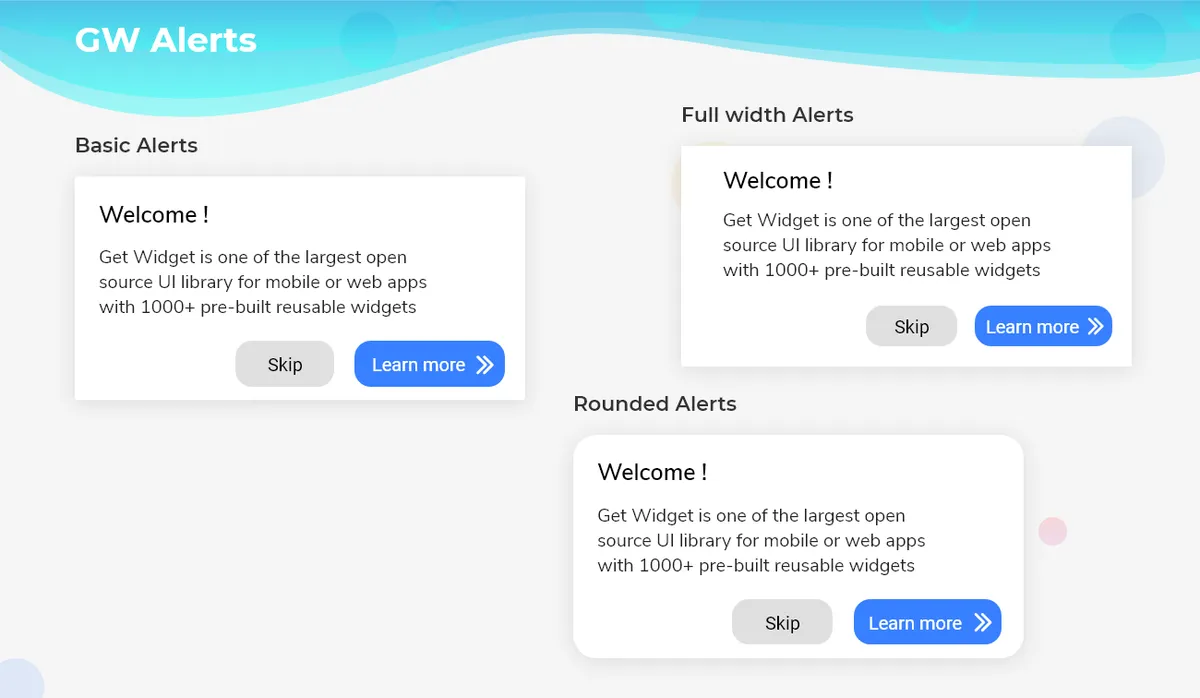 GW Alerts
Basic Alerts
Welcome !
Get Widget is one of the largest open
source UI library for mobile or web apps
with 1000+ pre-built reusable widgets
Skip
Learn more
Full width Alerts
Welcome !
Get Widget is one of the largest open
source UI library for mobile or web apps
with 1000+ pre-built reusable widgets
Skip
Learn more
Rounded Alerts
Welcome !
Get Widget is one of the largest open
source UI library for mobile or web apps
with 1000+ pre-built reusable widgets
Skip
Learn more